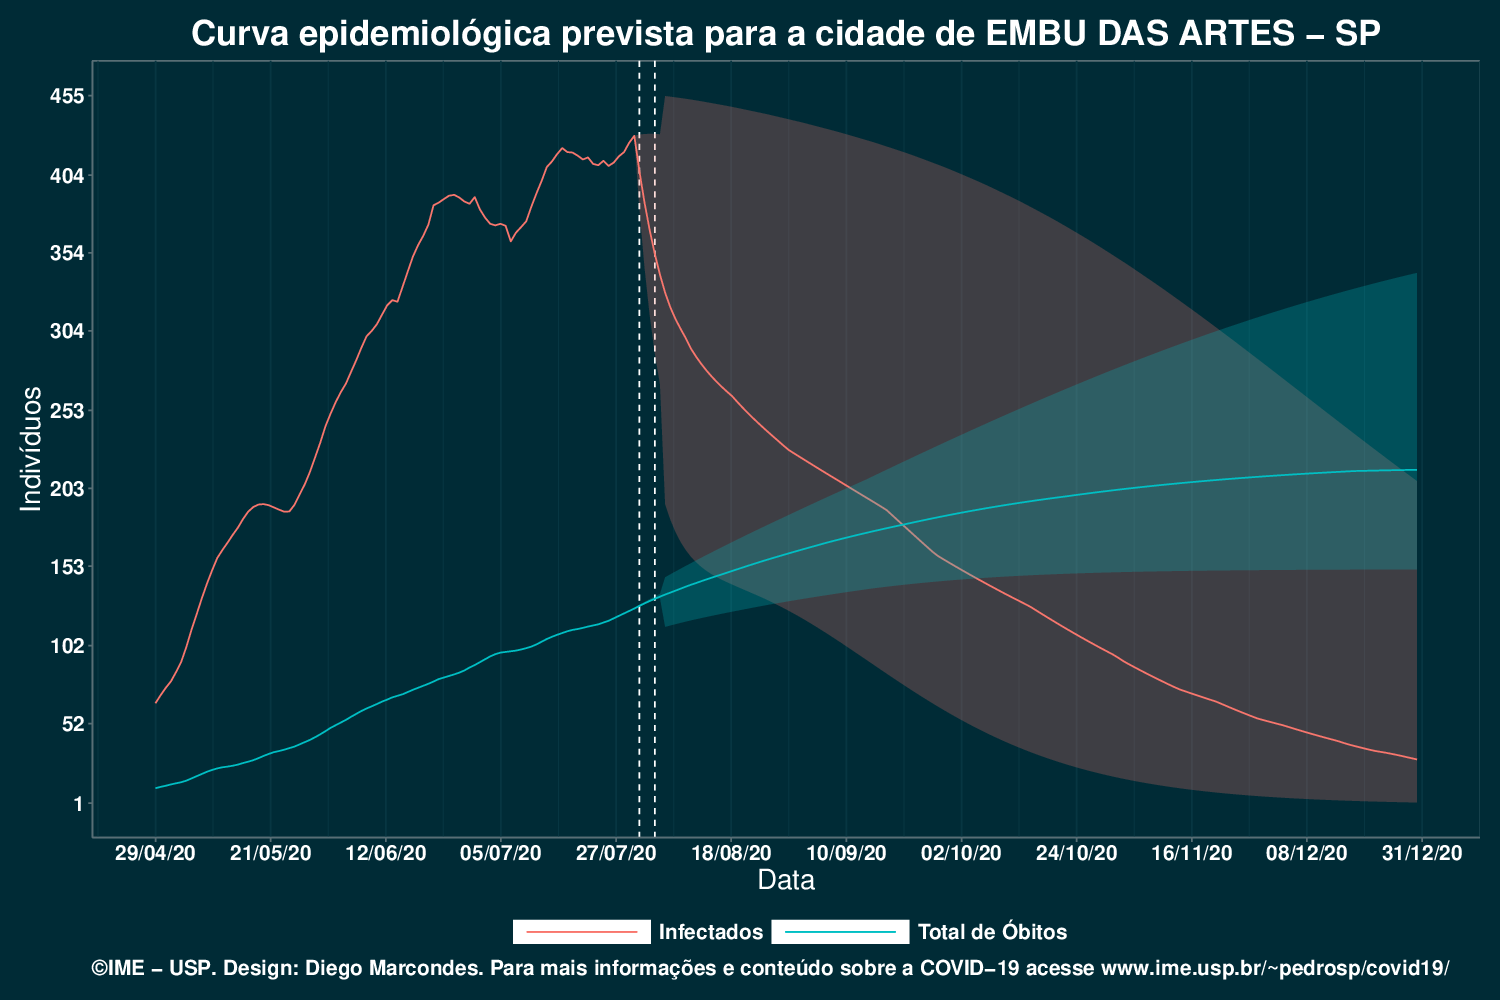 Curva epidemiológica prevista para a cidade de EMBU DAS ARTES – SP
455
404
354
304
253
203
153
102
52
1
Indivíduos
29/04/20 21/05/20 12/06/20 05/07/20 27/07/20 18/08/20 10/09/20 02/10/20 24/10/20 16/11/20 08/12/20 31/12/20
Data
Infectados Total de Óbitos
©IME – USP. Design: Diego Marcondes. Para mais informações e conteúdo sobre a COVID–19 acesse www.ime.usp.br/~pedrosp/covid19/